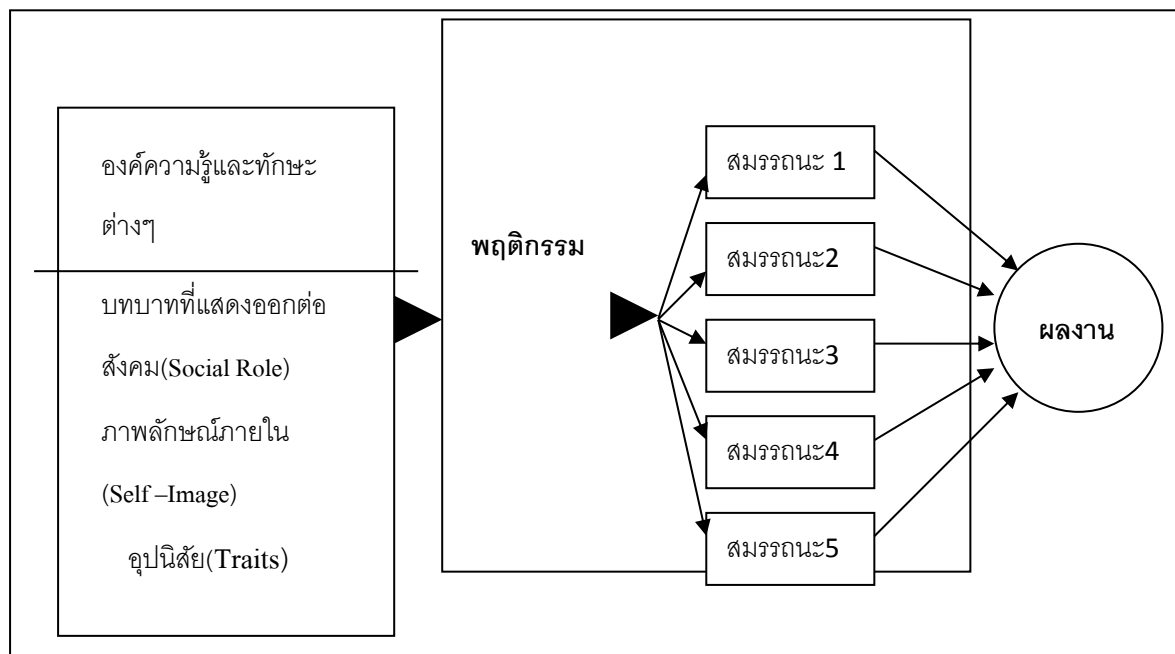 องค์ความรู้และทักษะ
ต่างๆ
บทบาทที่แสดงออกต่อ
สังคม(Social Role)
ภาพลักษณ์ภายใน
(Self –Image)
อุปนิสัย(Traits)
พฤติกรรม
สมรรถนะ 1
สมรรถนะ2
สมรรถนะ3
สมรรถนะ4
สมรรถนะ5
ผลงาน